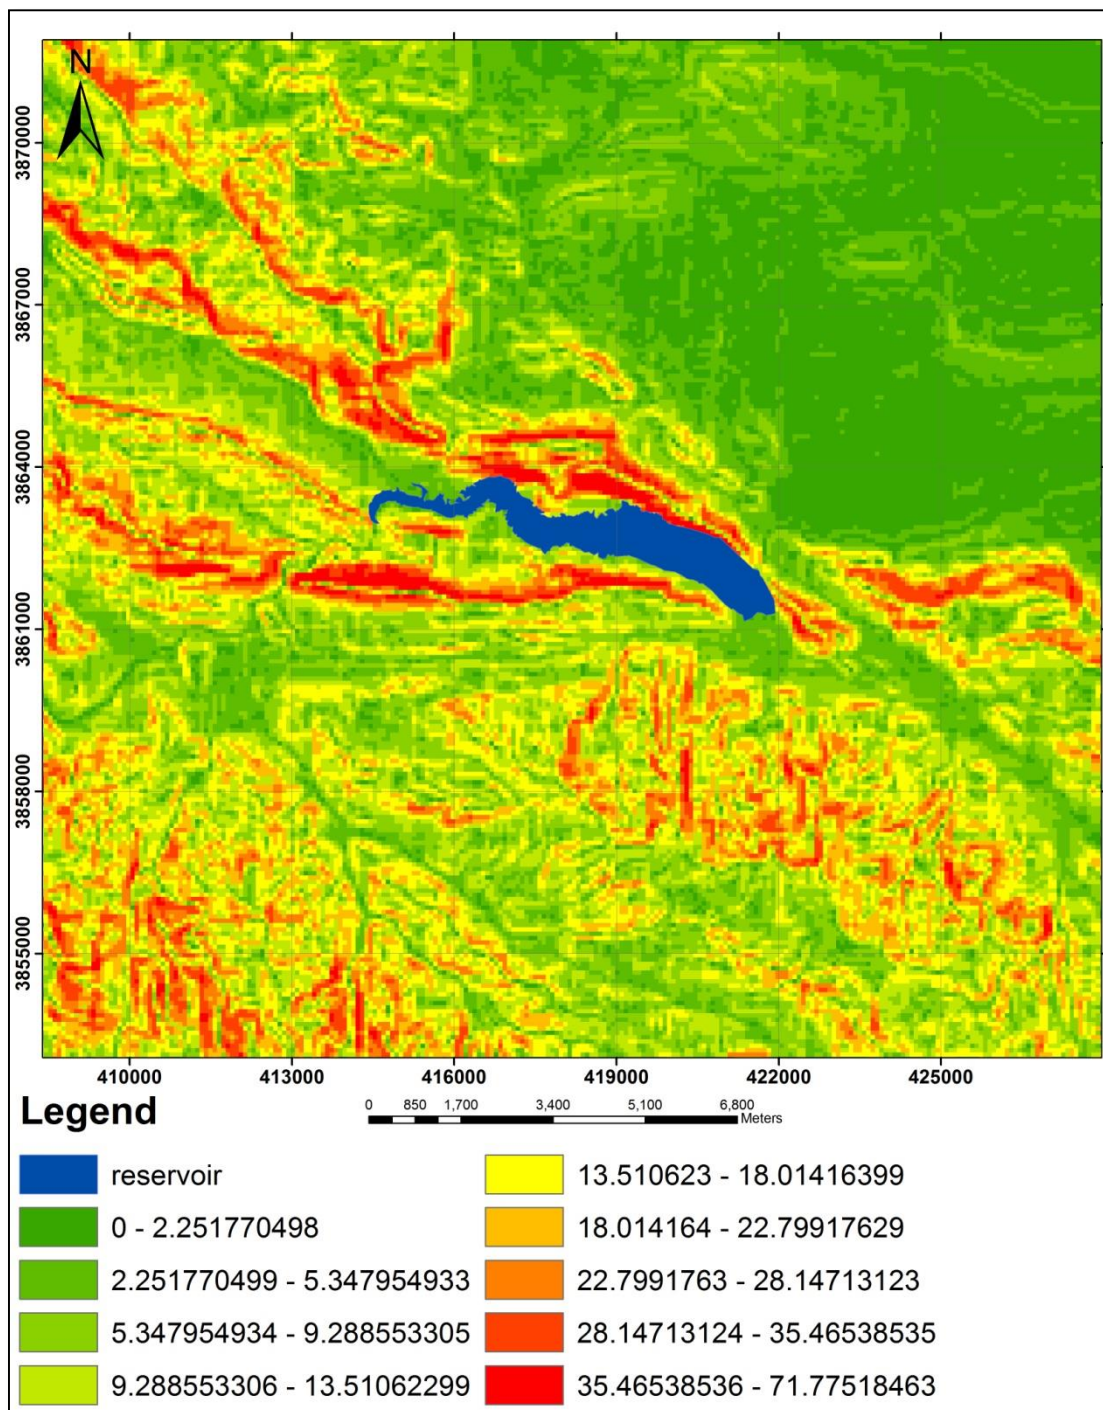 N
3870000
3867000
3864000
3861000
3858000
3855000
410000 413000 416000 419000 422000 425000
Legend
0 850 1,700 3,400 5,100 6,800
Meters
reservoir
0 - 2.251770498
2.251770499 - 5.347954933
5.347954934 - 9.288553305
9.288553306 - 13.51062299
13.510623 - 18.01416399
18.014164 - 22.79917629
22.7991763 - 28.14713123
28.14713124 - 35.46538535
35.46538536 - 71.77518463